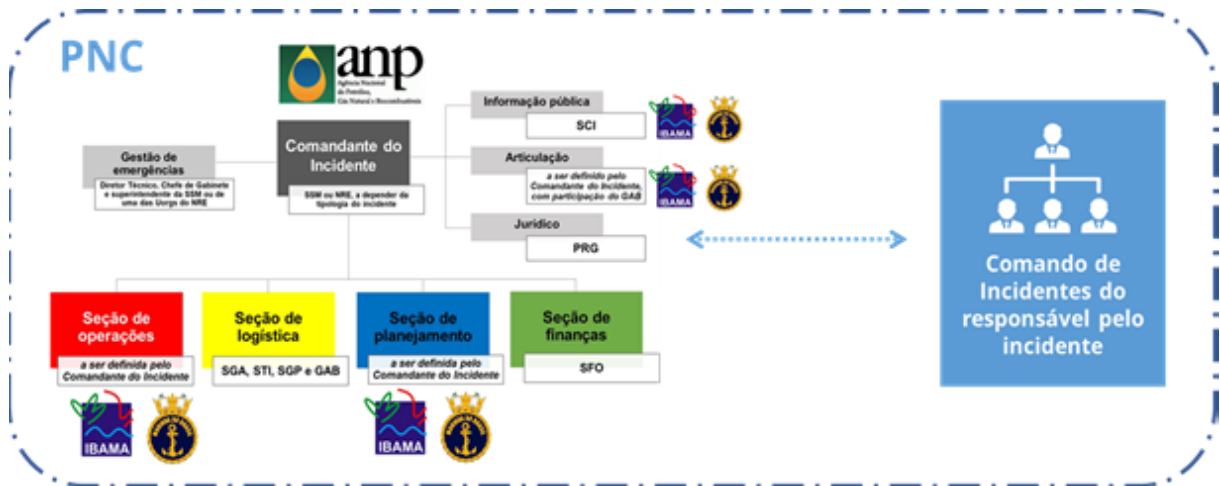 PNC
anp
Agência Nacional
do Petróleo,
Gás Natural e Biocombustíveis
Informação pública
SCI
IBAMA
Comandante do
Incidente
SSM ou NRE, a depender da
tipologia do incidente
Gestão de
emergências
Diretor Técnico, Chefe de Gabinete
e superintendente da SSM ou de
uma das Uorgs do NRE
Articulação
a ser definido pelo
Comandante do Incidente,
com participação do GAB
IBAMA
Jurídico
PRG
Seção de
operações
a ser definida pelo
Comandante do Incidente
IBAMA
Seção de
logística
SGA, STI, SGP e GAB
Seção de
planejamento
a ser definida pelo
Comandante do Incidente
IBAMA
Seção de
finanças
SFO
Comando de
Incidentes do
responsável pelo
incidente